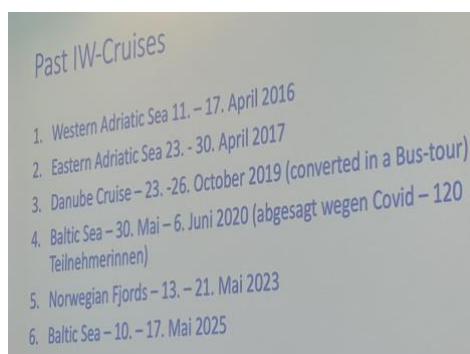 Past IW-Cruises
1. Western Adriatic Sea 11. – 17. April 2016
2. Eastern Adriatic Sea 23. - 30. April 2017
3. Danube Cruise – 23. -26. October 2019 (converted in a Bus-tour)
4. Baltic Sea – 30. Mai – 6. Juni 2020 (abgesagt wegen Covid – 120
Teilnehmerinnen)
5. Norwegian Fjords – 13. – 21. Mai 2023
6. Baltic Sea – 10. – 17. Mai 2025